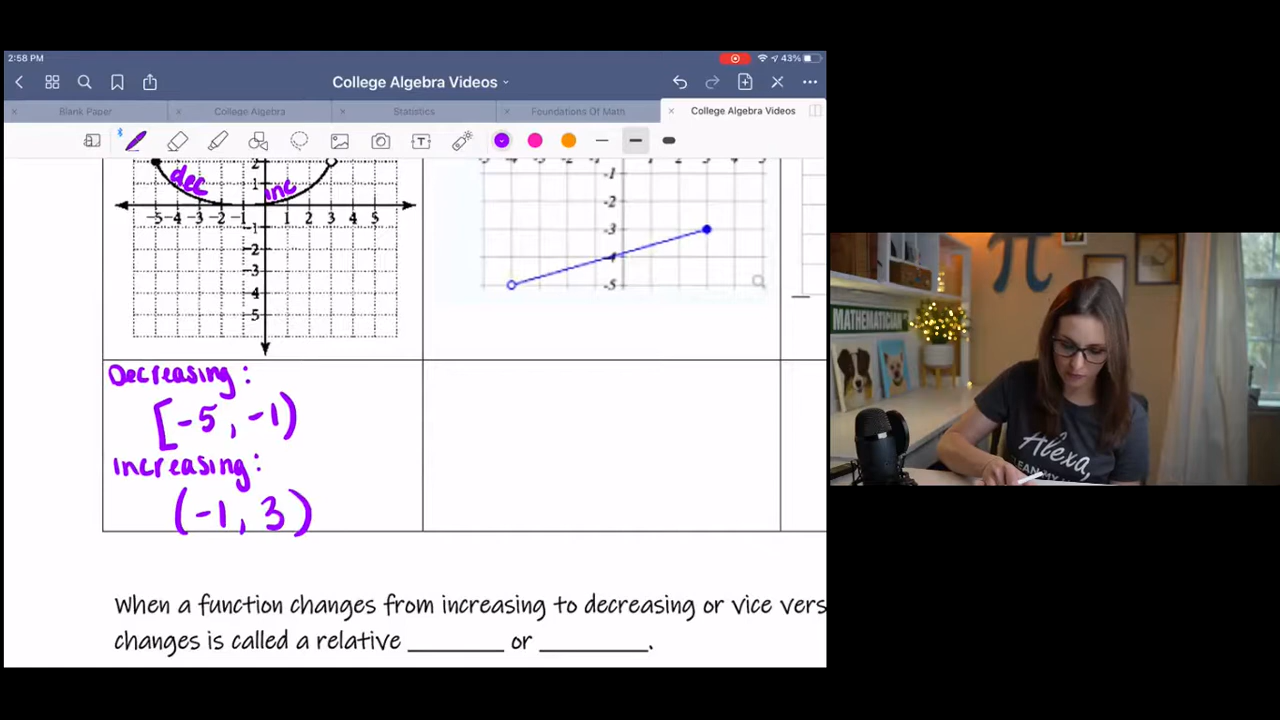 2:58 PM
43%
College Algebra Videos
Blank Paper
College Algebra
Statistics
Foundations Of Math
College Algebra Videos
T
dec
inc
2
1
-5 -4 -3 -2 -1 1 2 3 4 5
-1
-2
-3
4
5
-1
-2
-3
-4
-5
MATHEMATICIAN
Alexa,
CLEAN MY
Decreasing:
[-5, -1)
Increasing:
(-1, 3)
When a function changes from increasing to decreasing or vice vers
changes is called a relative ________ or _________.